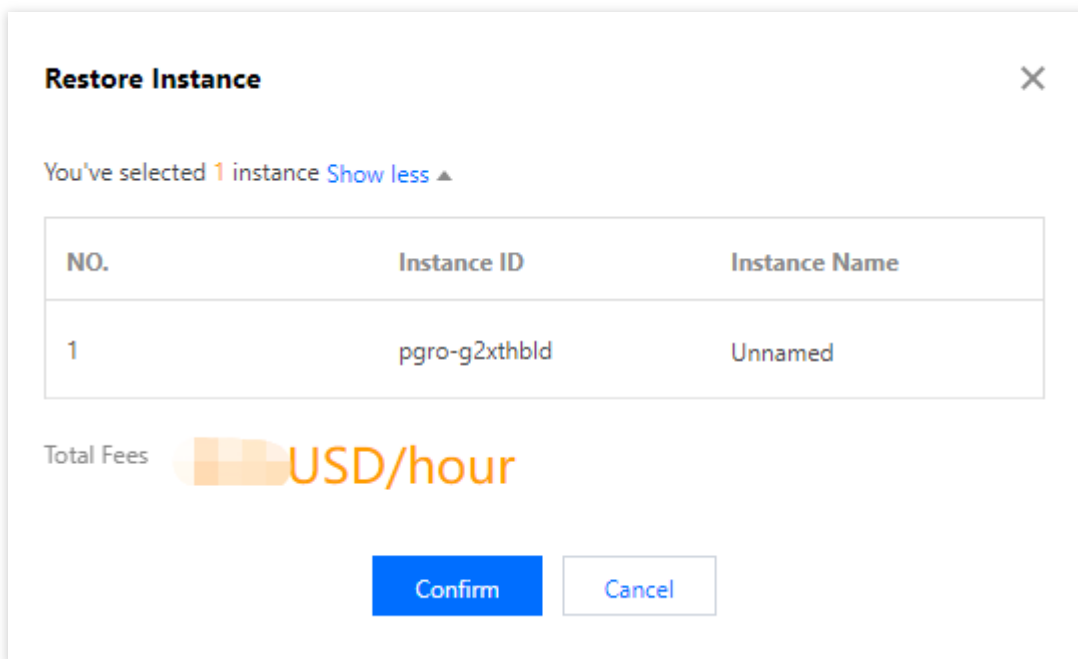 Restore Instance
You've selected 1 instance Show less
NO. Instance ID Instance Name
1 pgro-g2xthbld Unnamed
Total Fees USD/hour
Confirm Cancel